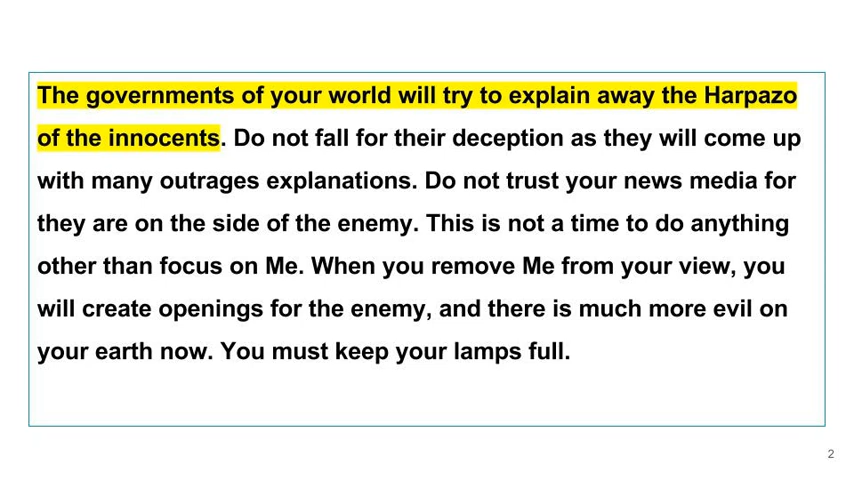 The governments of your world will try to explain away the Harpazo
of the innocents. Do not fall for their deception as they will come up
with many outrages explanations. Do not trust your news media for
they are on the side of the enemy. This is not a time to do anything
other than focus on Me. When you remove Me from your view, you
will create openings for the enemy, and there is much more evil on
your earth now. You must keep your lamps full.
2